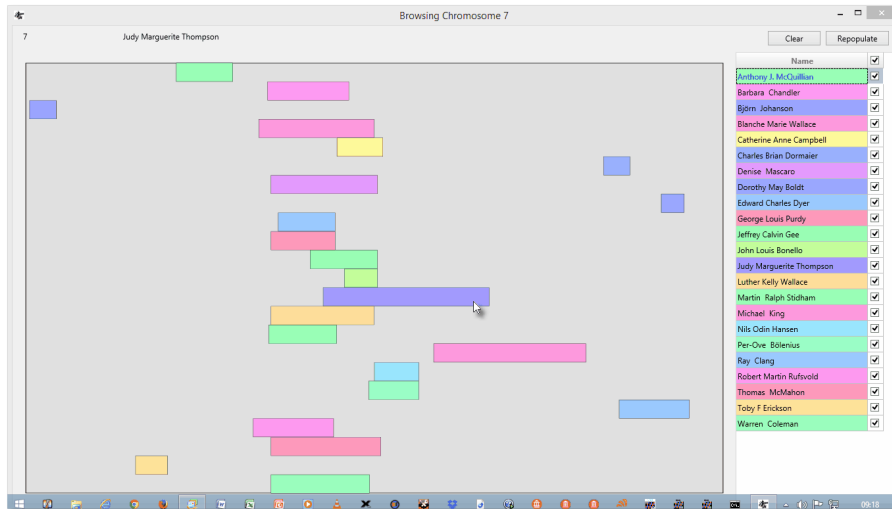 Browsing Chromosome 7
7 Judy Marguerite Thompson Clear Repopulate
Name
Anthony J. McQuillian
Barbara Chandler
Björn Johanson
Blanche Marie Wallace
Catherine Anne Campbell
Charles Brian Dormaier
Denise Mascaro
Dorothy May Boldt
Edward Charles Dyer
George Louis Purdy
Jeffrey Calvin Gee
John Louis Bonello
Judy Marguerite Thompson
Luther Kelly Wallace
Martin Ralph Stidham
Michael King
Nils Odin Hansen
Per-Ove Bölenius
Ray Clang
Robert Martin Rufsvold
Thomas McMahon
Toby F Erickson
Warren Coleman
09:18